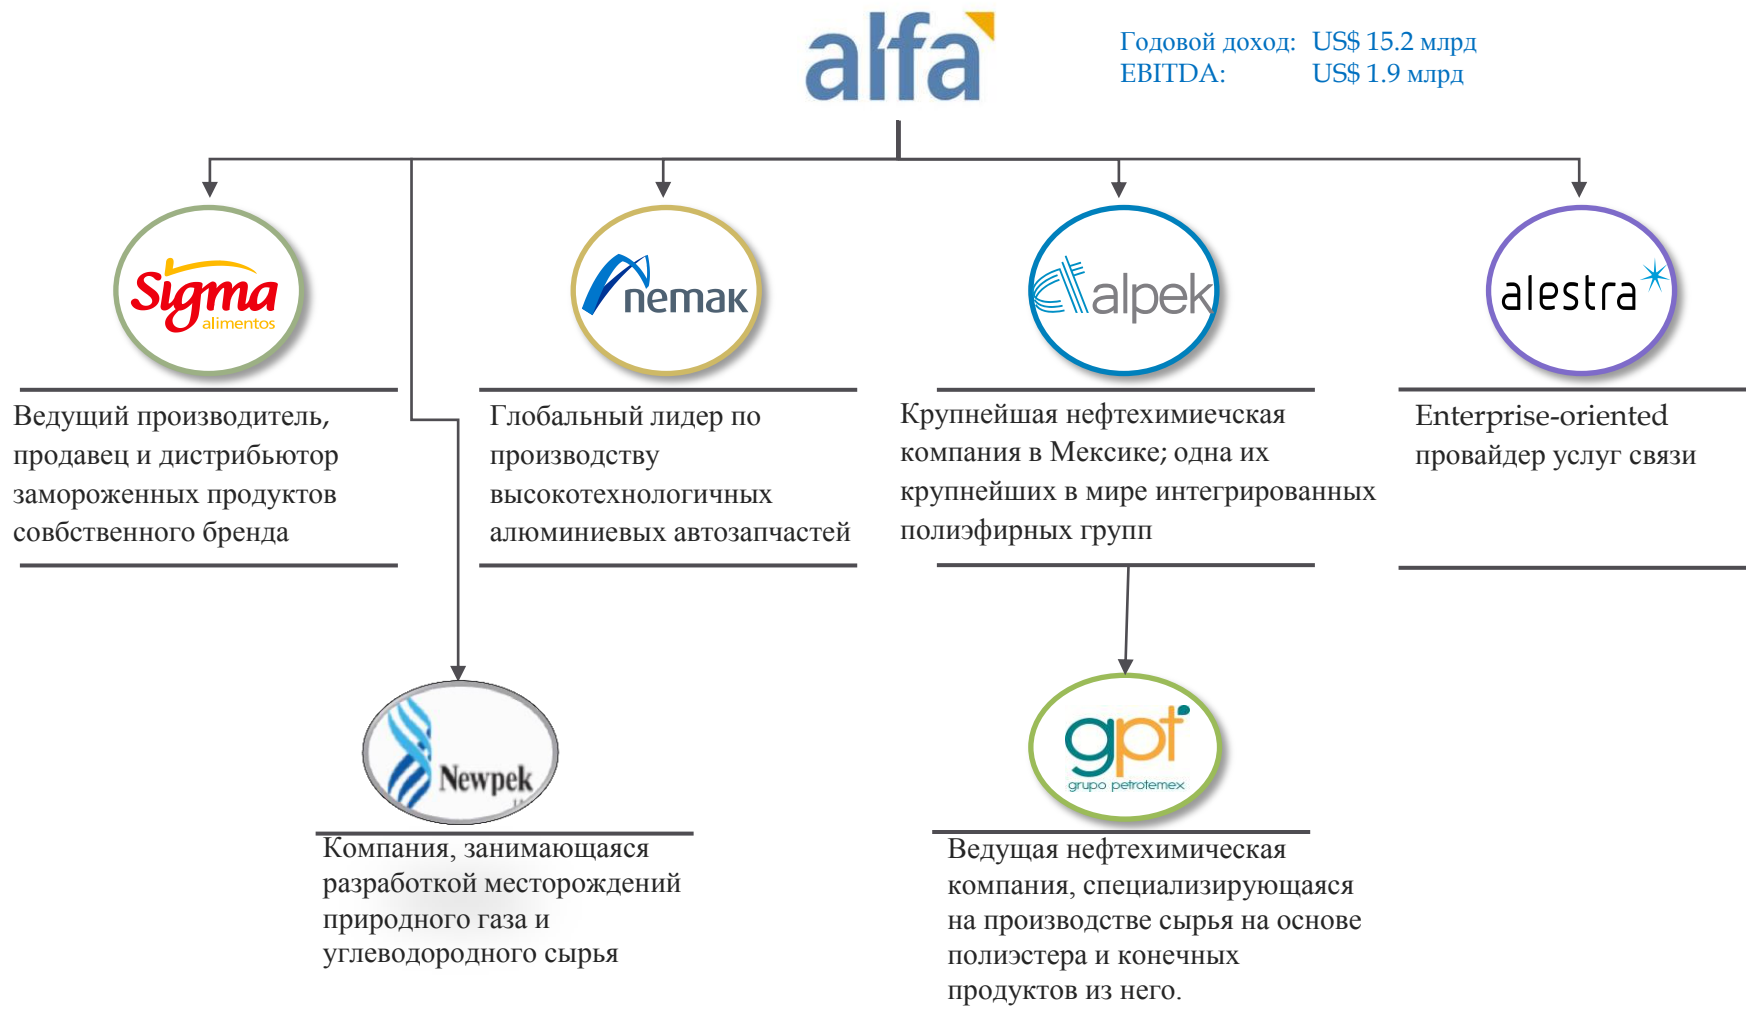 alfa
Годовой доход: US$ 15.2 млрд
EBITDA: US$ 1.9 млрд
Sigma
alimentos
nemak
alpek
alestra
Ведущий производитель,
продавец и дистрибьютор
замороженных продуктов
совбственного бренда
Глобальный лидер по
производству
высокотехнологичных
алюминиевых автозапчастей
Крупнейшая нефтехимиечская
компания в Мексике; одна их
крупнейших в мире интегрированных
полиэфирных групп
Enterprise-oriented
провайдер услуг связи
Newpek
gpt
grupo petrotemex
Компания, занимающаяся
разработкой месторождений
природного газа и
углеводородного сырья
Ведущая нефтехимическая
компания, специализирующаяся
на производстве сырья на основе
полиэстера и конечных
продуктов из него.